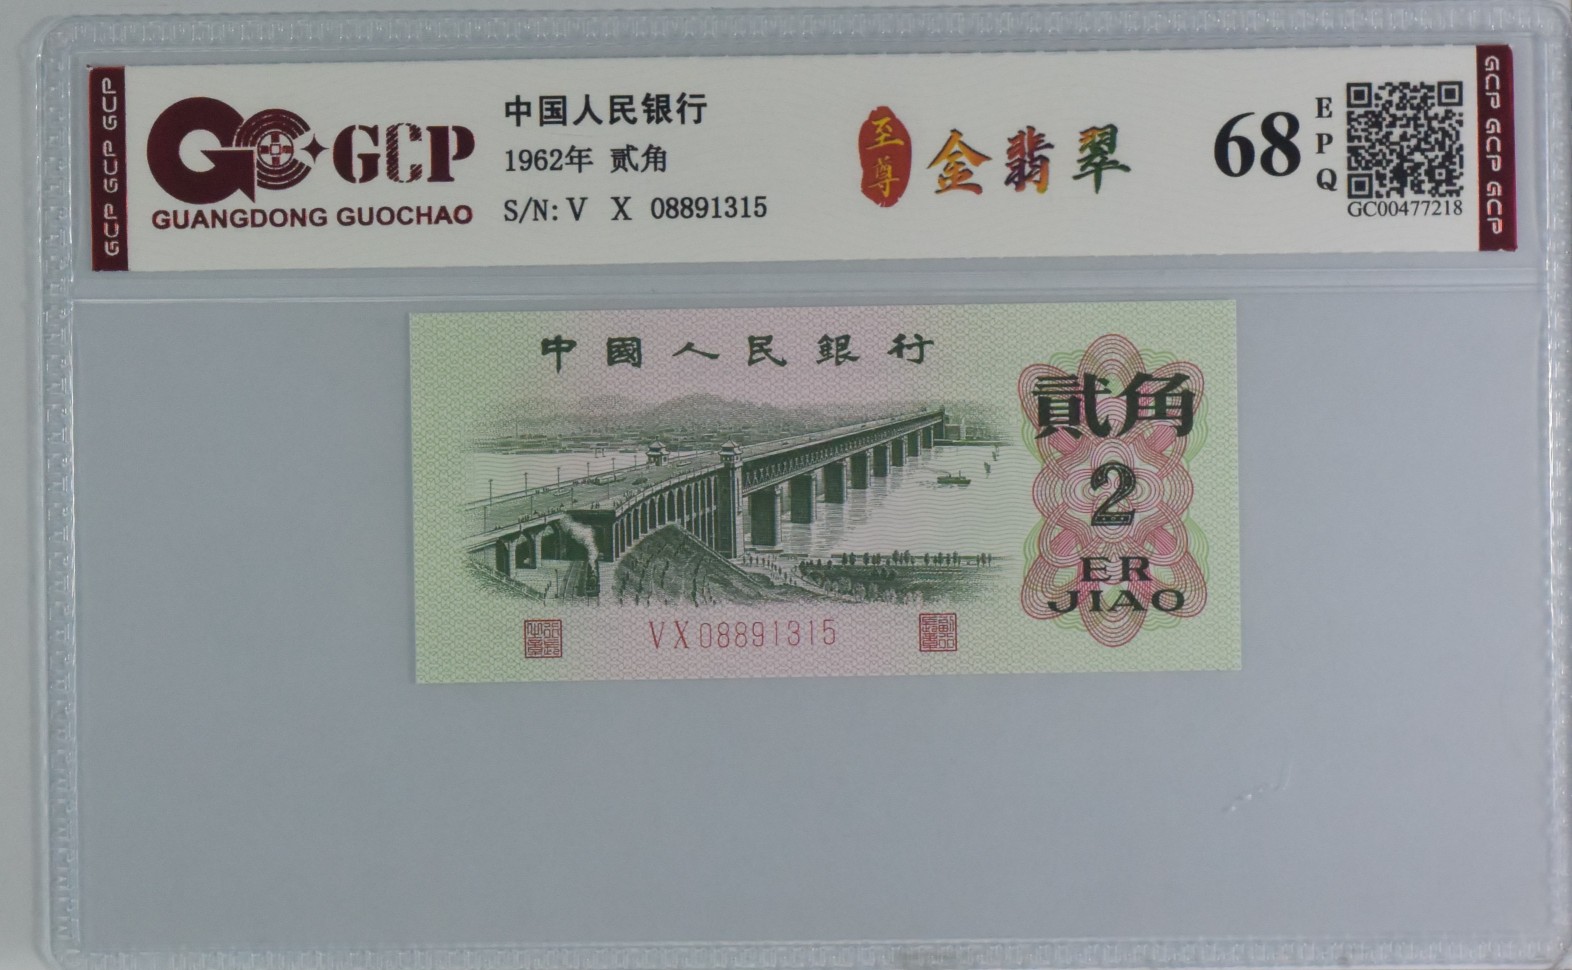 GCP GCP GCP
GCP
GUANGDONG GUOCHAO
中国人民银行
1962年 贰角
S/N: V X 08891315
至尊
金翡翠
68
EPQ
GC00477218
GCP GCP GCP
中國人民銀行
貳角
2
ER
JIAO
VX08891315